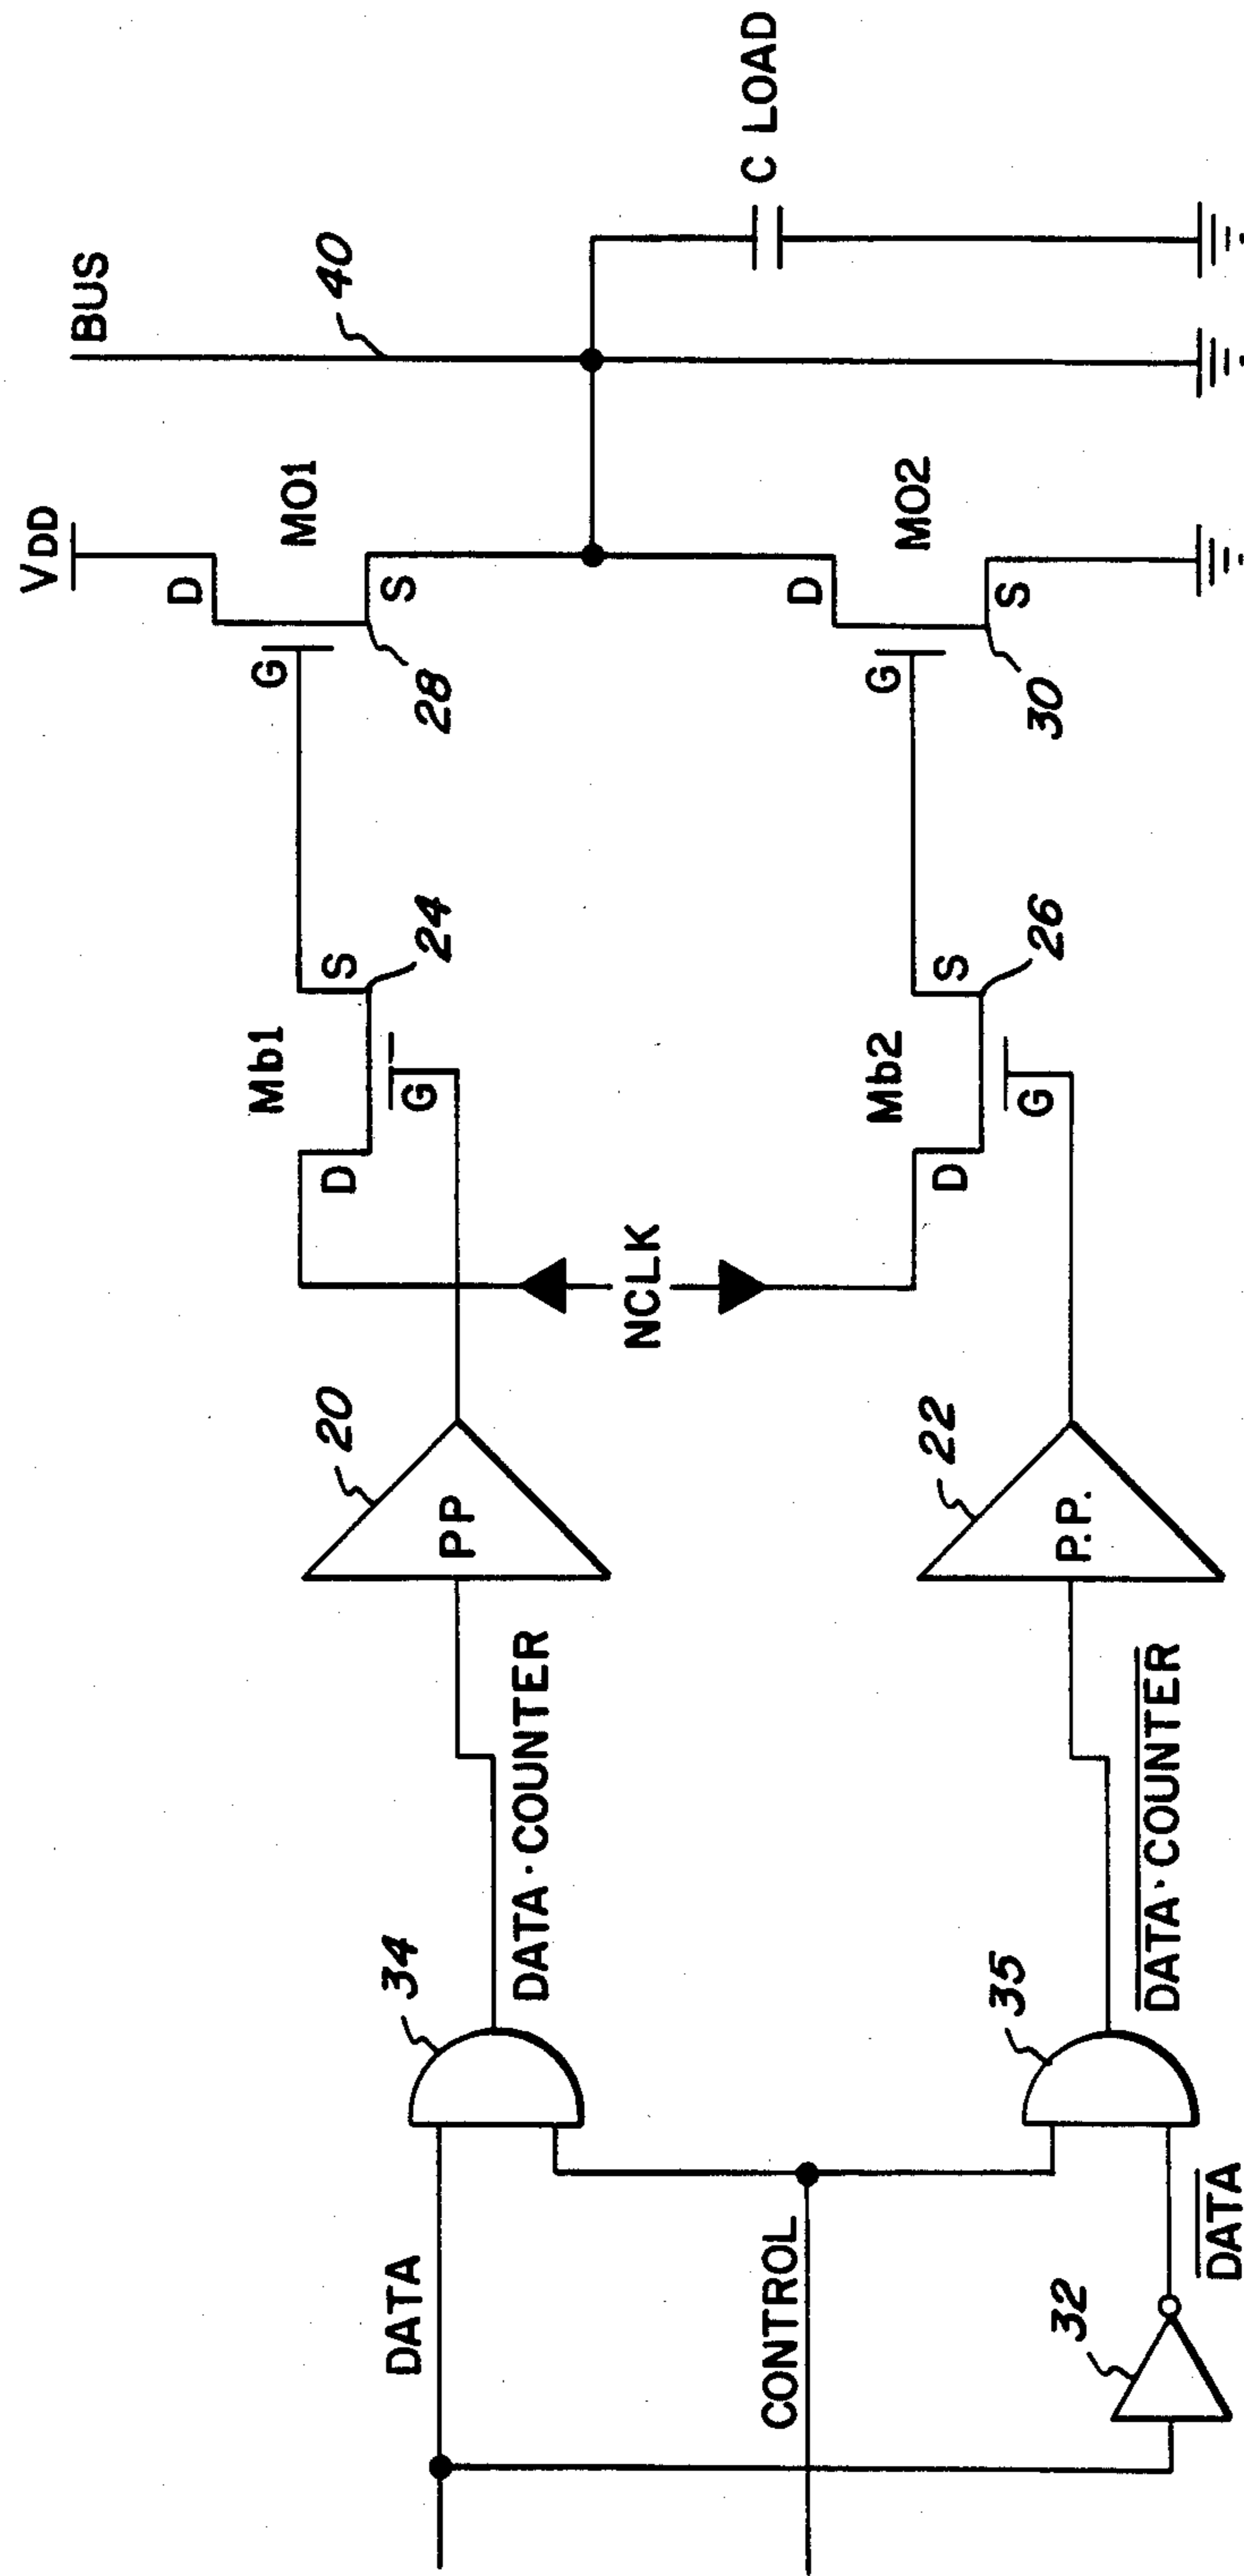 VDD
BUS
D
MO1
40
G
S
28
Mb1
S
24
D
G
20
PP
NCLK
C LOAD
D
MO2
G
S
30
Mb2
S
26
D
G
22
P.P.
34
DATA·COUNTER
DATA
CONTROL
35
DATA·COUNTER
32
DATA